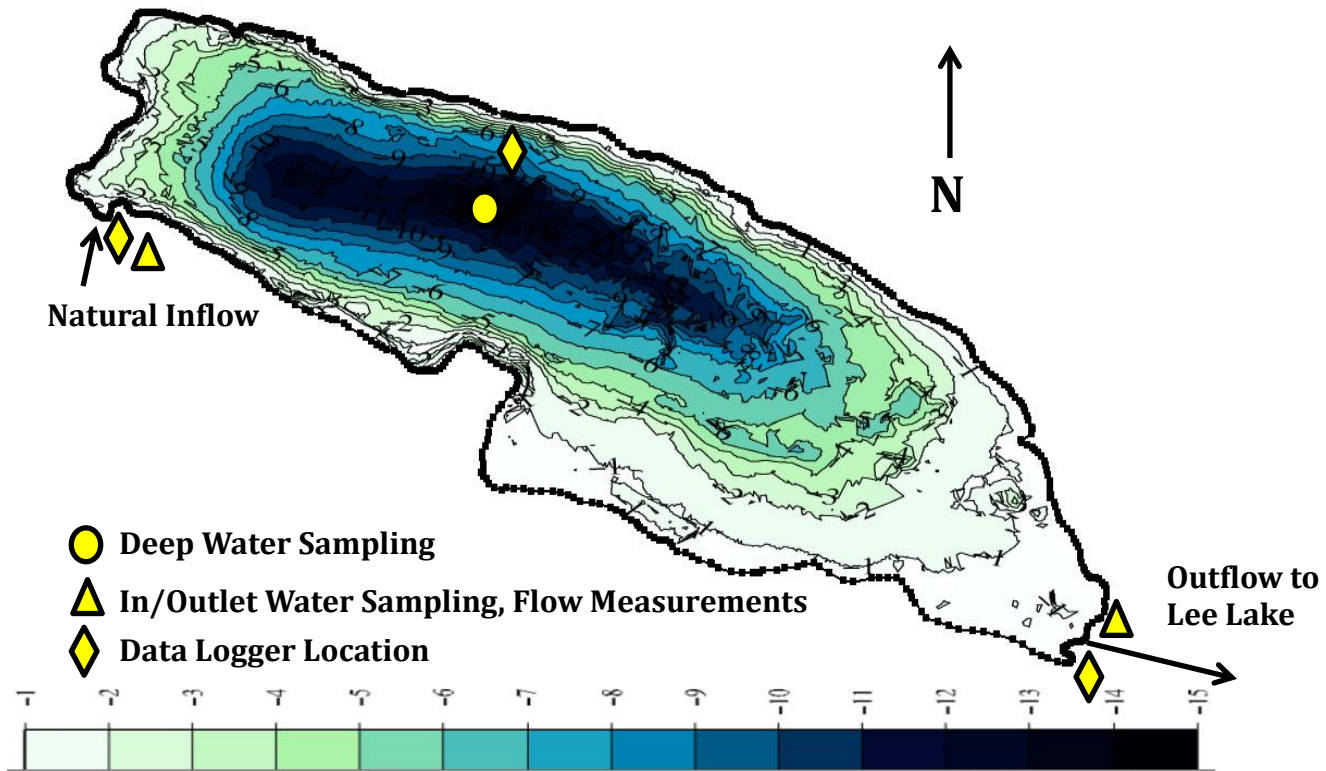 N
Natural Inflow
Deep Water Sampling
In/Outlet Water Sampling, Flow Measurements
Data Logger Location
Outflow to
Lee Lake
-1 -2 -3 -4 -5 -6 -7 -8 -9 -10 -11 -12 -13 -14 -15